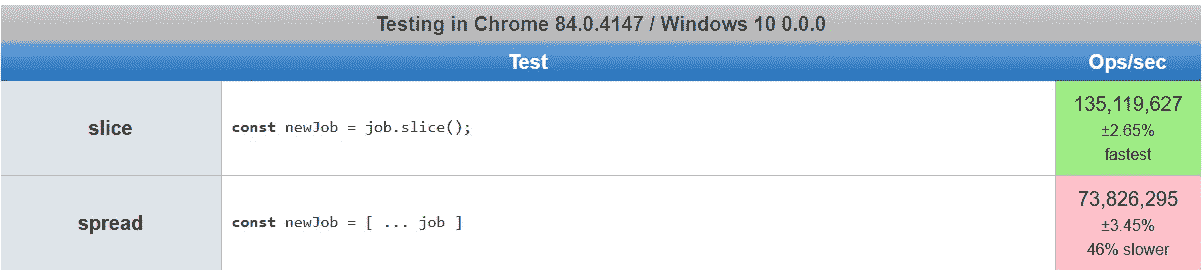 Testing in Chrome 84.0.4147 / Windows 10 0.0.0
Test Ops/sec
slice const newJob = job.slice(); 135,119,627
±2.65%
fastest
spread const newJob = [ ... job ] 73,826,295
±3.45%
46% slower